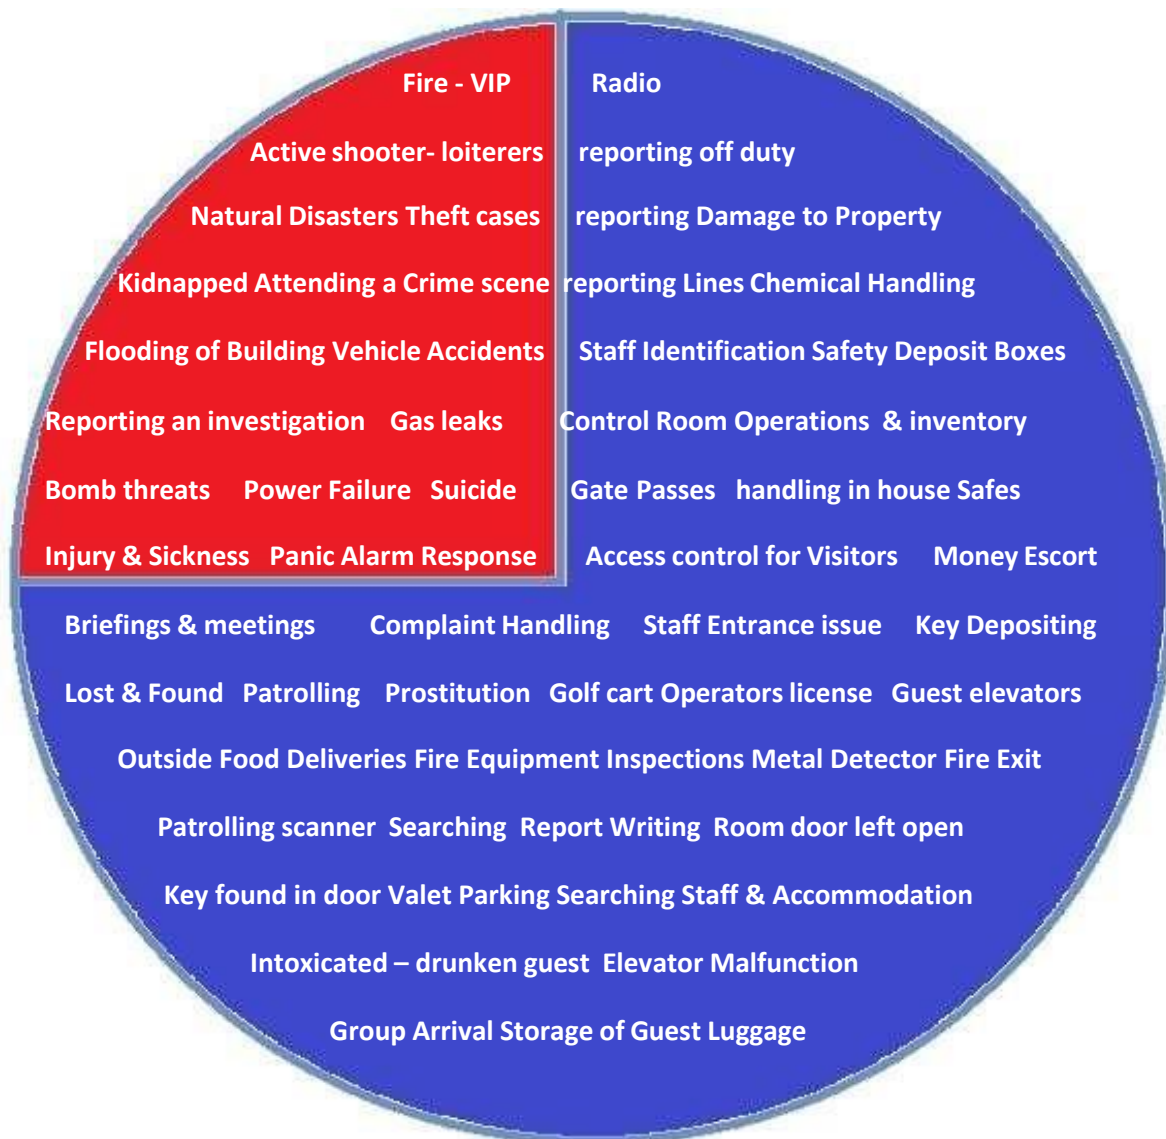 Fire - VIP Radio
Active shooter- loiterers reporting off duty
Natural Disasters Theft cases reporting Damage to Property
Kidnapped Attending a Crime scene reporting Lines Chemical Handling
Flooding of Building Vehicle Accidents Staff Identification Safety Deposit Boxes
Reporting an investigation Gas leaks Control Room Operations & inventory
Bomb threats Power Failure Suicide Gate Passes handling in house Safes
Injury & Sickness Panic Alarm Response Access control for Visitors Money Escort
Briefings & meetings Complaint Handling Staff Entrance issue Key Depositing
Lost & Found Patrolling Prostitution Golf cart Operators license Guest elevators
Outside Food Deliveries Fire Equipment Inspections Metal Detector Fire Exit
Patrolling scanner Searching Report Writing Room door left open
Key found in door Valet Parking Searching Staff & Accommodation
Intoxicated – drunken guest Elevator Malfunction
Group Arrival Storage of Guest Luggage